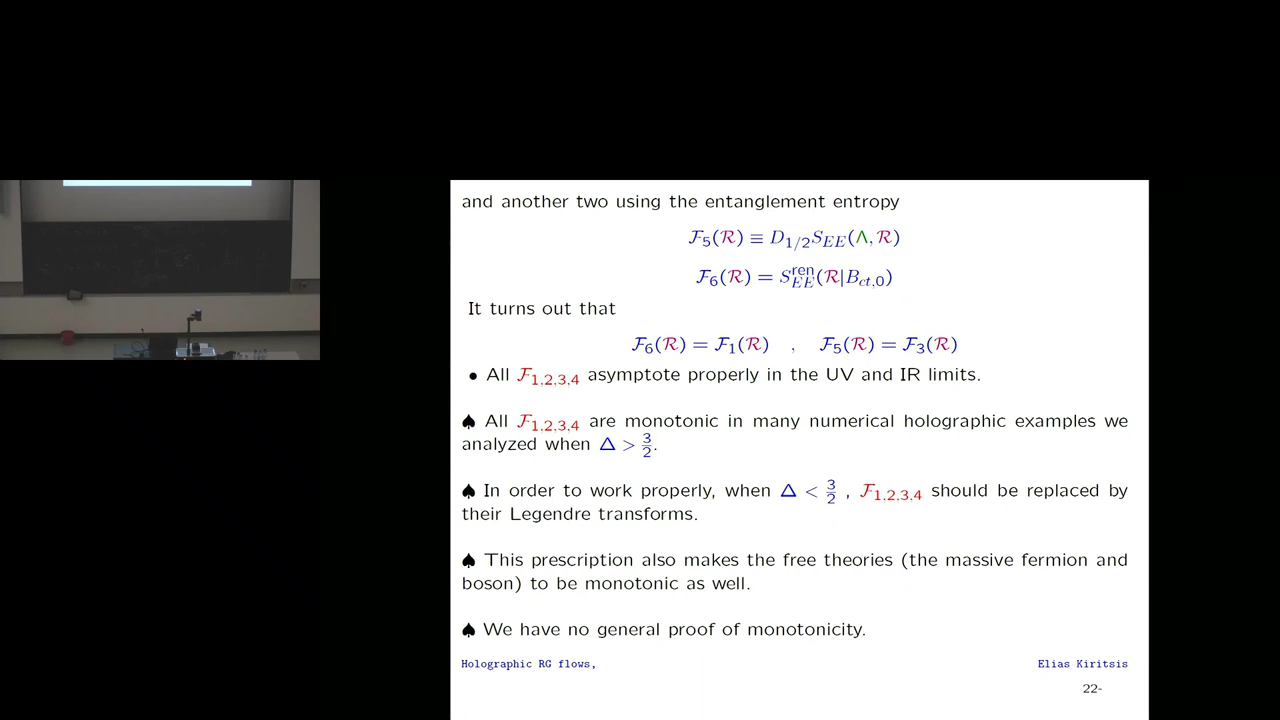 and another two using the entanglement entropy
ℱ₅(ℛ) ≡ D₁/₂S_EE(Λ, ℛ)
ℱ₆(ℛ) = S^ren_EE(ℛ|B_ct,0)
It turns out that
ℱ₆(ℛ) = ℱ₁(ℛ) , ℱ₅(ℛ) = ℱ₃(ℛ)
• All ℱ₁,₂,₃,₄ asymptote properly in the UV and IR limits.
♠ All ℱ₁,₂,₃,₄ are monotonic in many numerical holographic examples we
analyzed when Δ > 3/2.
♠ In order to work properly, when Δ < 3/2 , ℱ₁,₂,₃,₄ should be replaced by
their Legendre transforms.
♠ This prescription also makes the free theories (the massive fermion and
boson) to be monotonic as well.
♠ We have no general proof of monotonicity.
Holographic RG flows, Elias Kiritsis
22-